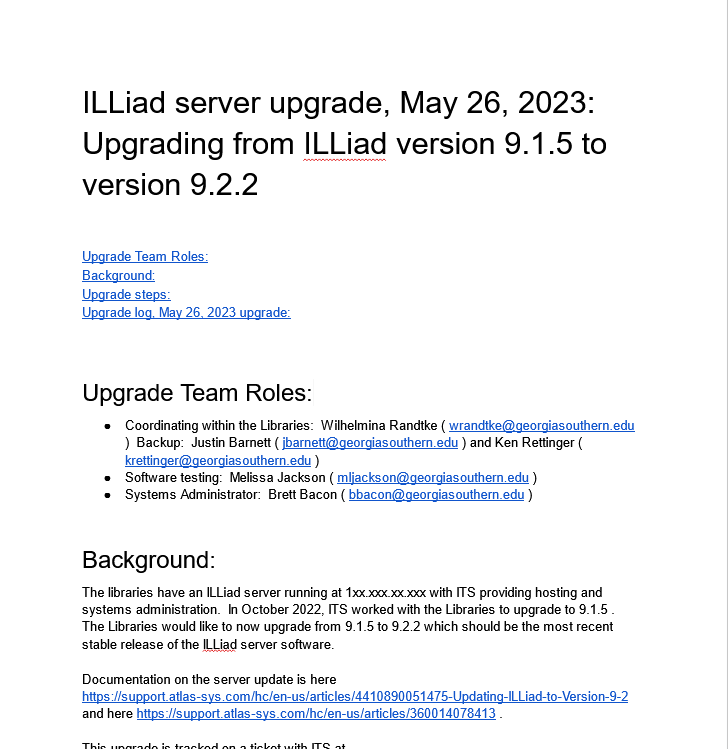 ILLiad server upgrade, May 26, 2023:
Upgrading from ILLiad version 9.1.5 to
version 9.2.2
Upgrade Team Roles:
Background:
Upgrade steps:
Upgrade log, May 26, 2023 upgrade:
Upgrade Team Roles:
● Coordinating within the Libraries:  Wilhelmina Randtke ( wrandtke@georgiasouthern.edu
)  Backup:  Justin Barnett ( jbarnett@georgiasouthern.edu ) and Ken Rettinger (
krettinger@georgiasouthern.edu )
● Software testing:  Melissa Jackson ( mljackson@georgiasouthern.edu )
● Systems Administrator:  Brett Bacon ( bbacon@georgiasouthern.edu )
Background:
The libraries have an ILLiad server running at 1xx.xxx.xx.xxx with ITS providing hosting and
systems administration.  In October 2022, ITS worked with the Libraries to upgrade to 9.1.5 .
The Libraries would like to now upgrade from 9.1.5 to 9.2.2 which should be the most recent
stable release of the ILLiad server software.
Documentation on the server update is here
https://support.atlas-sys.com/hc/en-us/articles/4410890051475-Updating-ILLiad-to-Version-9-2
and here https://support.atlas-sys.com/hc/en-us/articles/360014078413 .
This upgrade is tracked on a ticket with ITS at